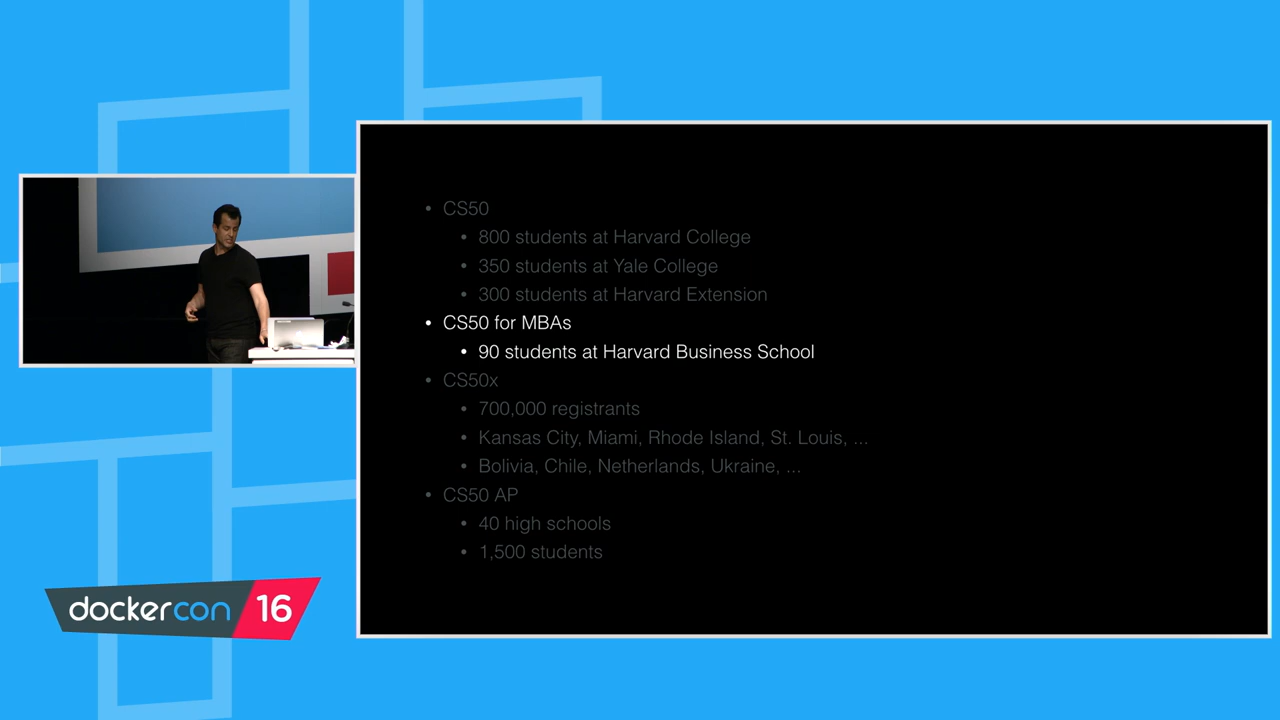 • CS50
• 800 students at Harvard College
• 350 students at Yale College
• 300 students at Harvard Extension
• CS50 for MBAs
• 90 students at Harvard Business School
• CS50x
• 700,000 registrants
• Kansas City, Miami, Rhode Island, St. Louis, ...
• Bolivia, Chile, Netherlands, Ukraine, ...
• CS50 AP
• 40 high schools
• 1,500 students
dockercon 16